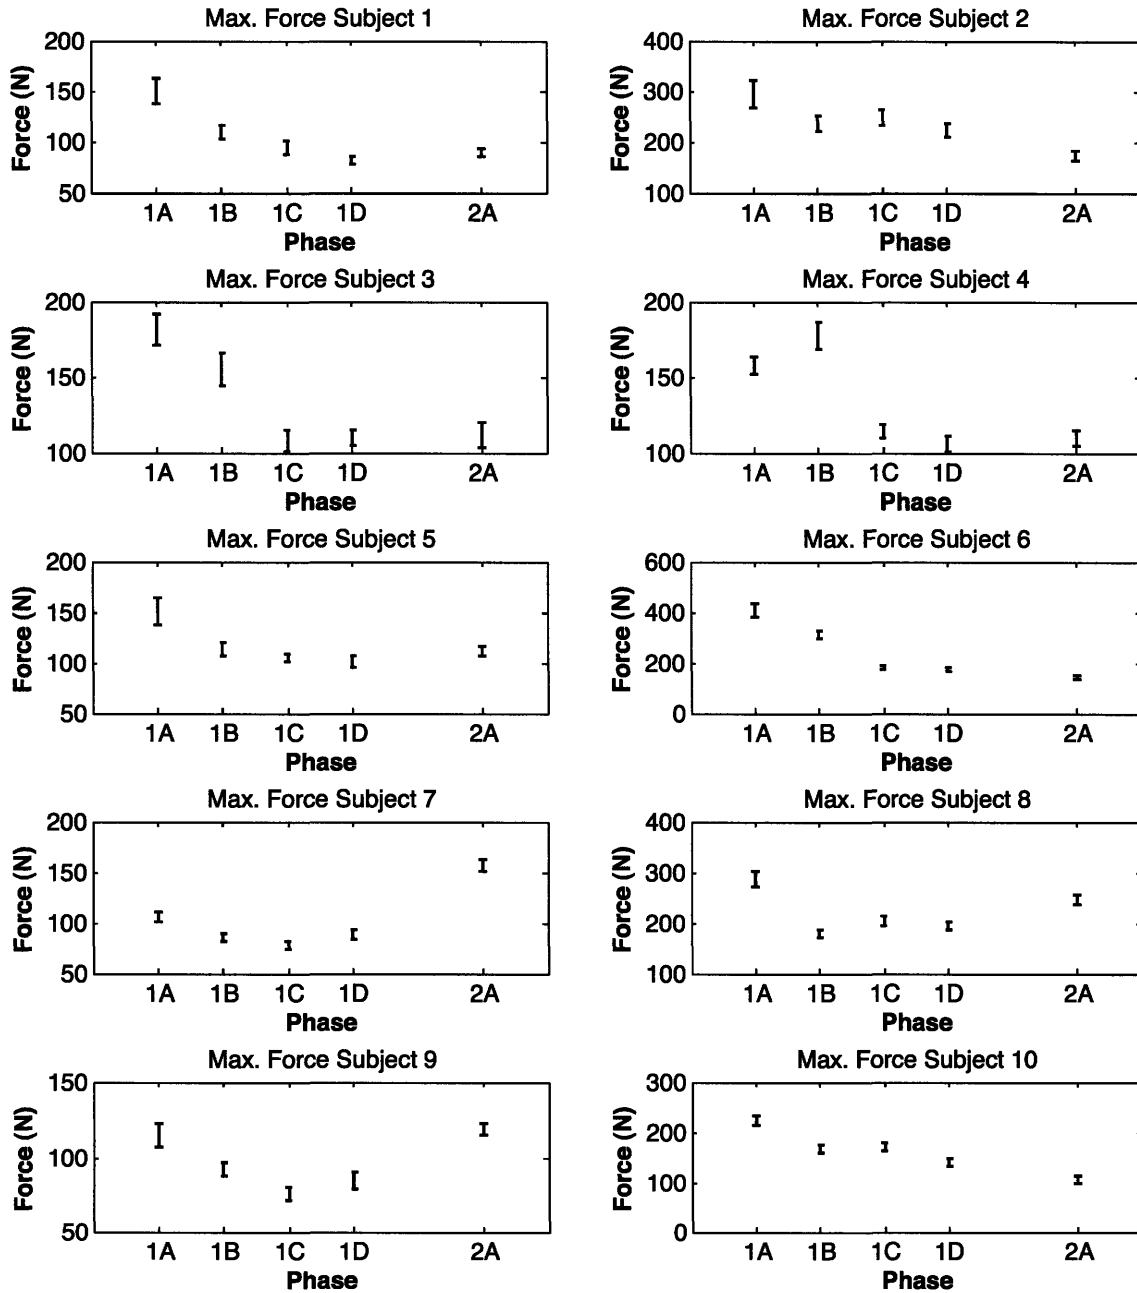 Max. Force Subject 1
Force (N)
200
150
100
50
1A 1B 1C 1D 2A
Phase
Max. Force Subject 2
Force (N)
400
300
200
100
1A 1B 1C 1D 2A
Phase
Max. Force Subject 3
Force (N)
200
150
100
1A 1B 1C 1D 2A
Phase
Max. Force Subject 4
Force (N)
200
150
100
1A 1B 1C 1D 2A
Phase
Max. Force Subject 5
Force (N)
200
150
100
50
1A 1B 1C 1D 2A
Phase
Max. Force Subject 6
Force (N)
600
400
200
0
1A 1B 1C 1D 2A
Phase
Max. Force Subject 7
Force (N)
200
150
100
50
1A 1B 1C 1D 2A
Phase
Max. Force Subject 8
Force (N)
400
300
200
100
1A 1B 1C 1D 2A
Phase
Max. Force Subject 9
Force (N)
150
100
50
1A 1B 1C 1D 2A
Phase
Max. Force Subject 10
Force (N)
300
200
100
0
1A 1B 1C 1D 2A
Phase